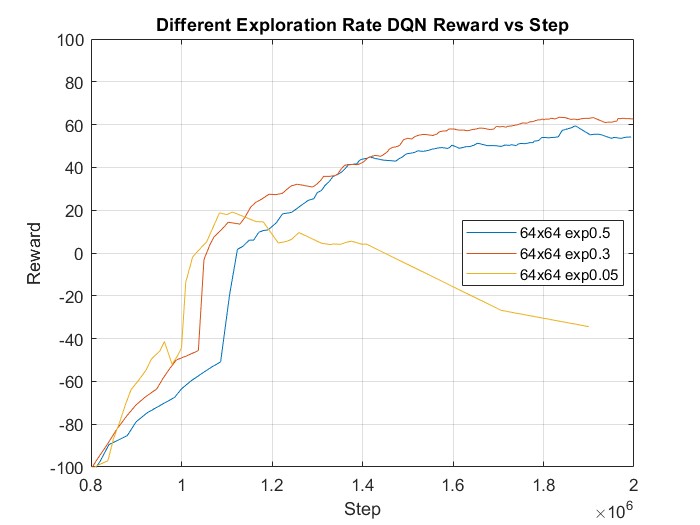 Different Exploration Rate DQN Reward vs Step
100
80
60
40
20
0
-20
-40
-60
-80
-100
Reward
64x64 exp0.5
64x64 exp0.3
64x64 exp0.05
0.8 1 1.2 1.4 1.6 1.8 2
Step
×10⁶